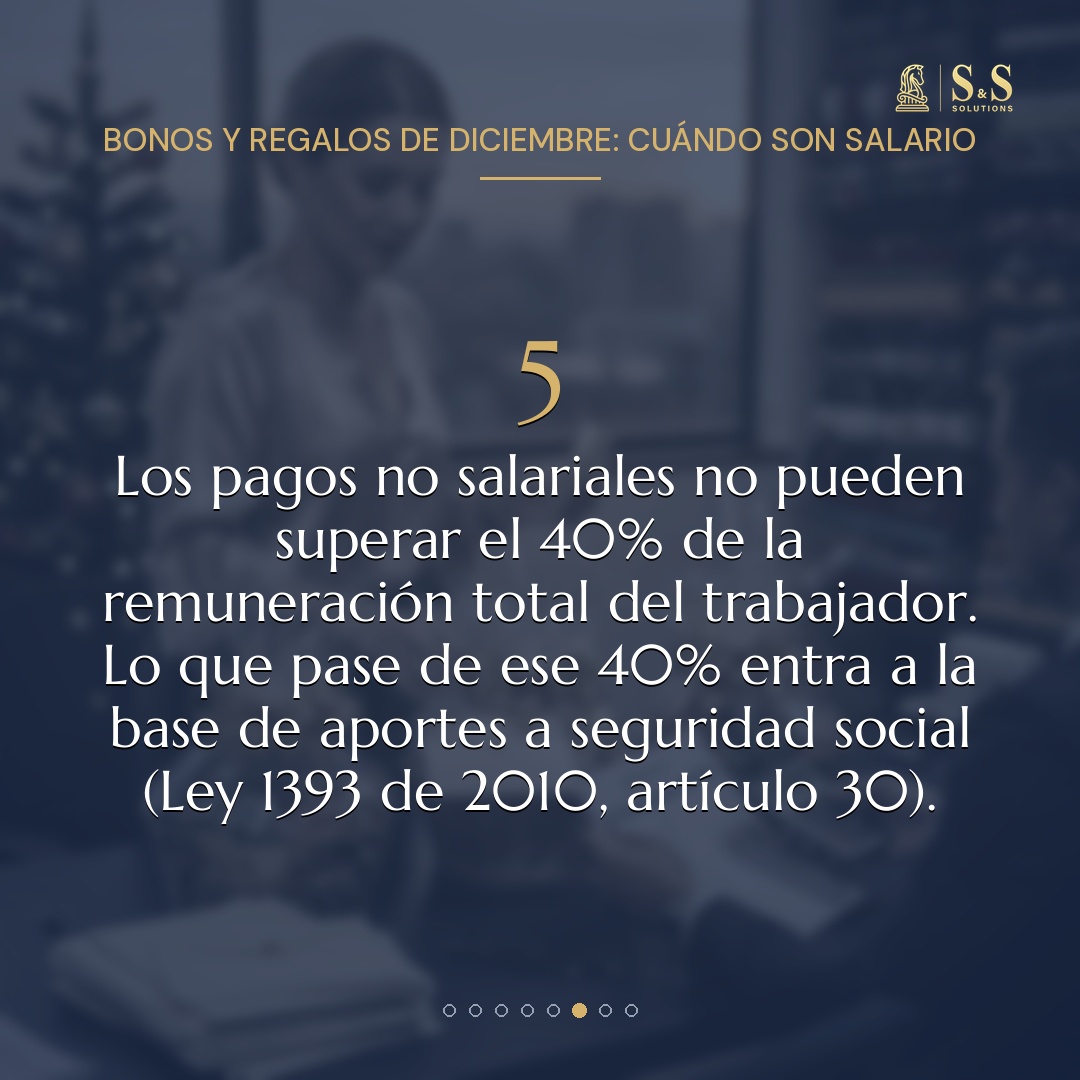 S&S
SOLUTIONS
BONOS Y REGALOS DE DICIEMBRE: CUÁNDO SON SALARIO
5
Los pagos no salariales no pueden
superar el 40% de la
remuneración total del trabajador.
Lo que pase de ese 40% entra a la
base de aportes a seguridad social
(Ley 1393 de 2010, artículo 30).